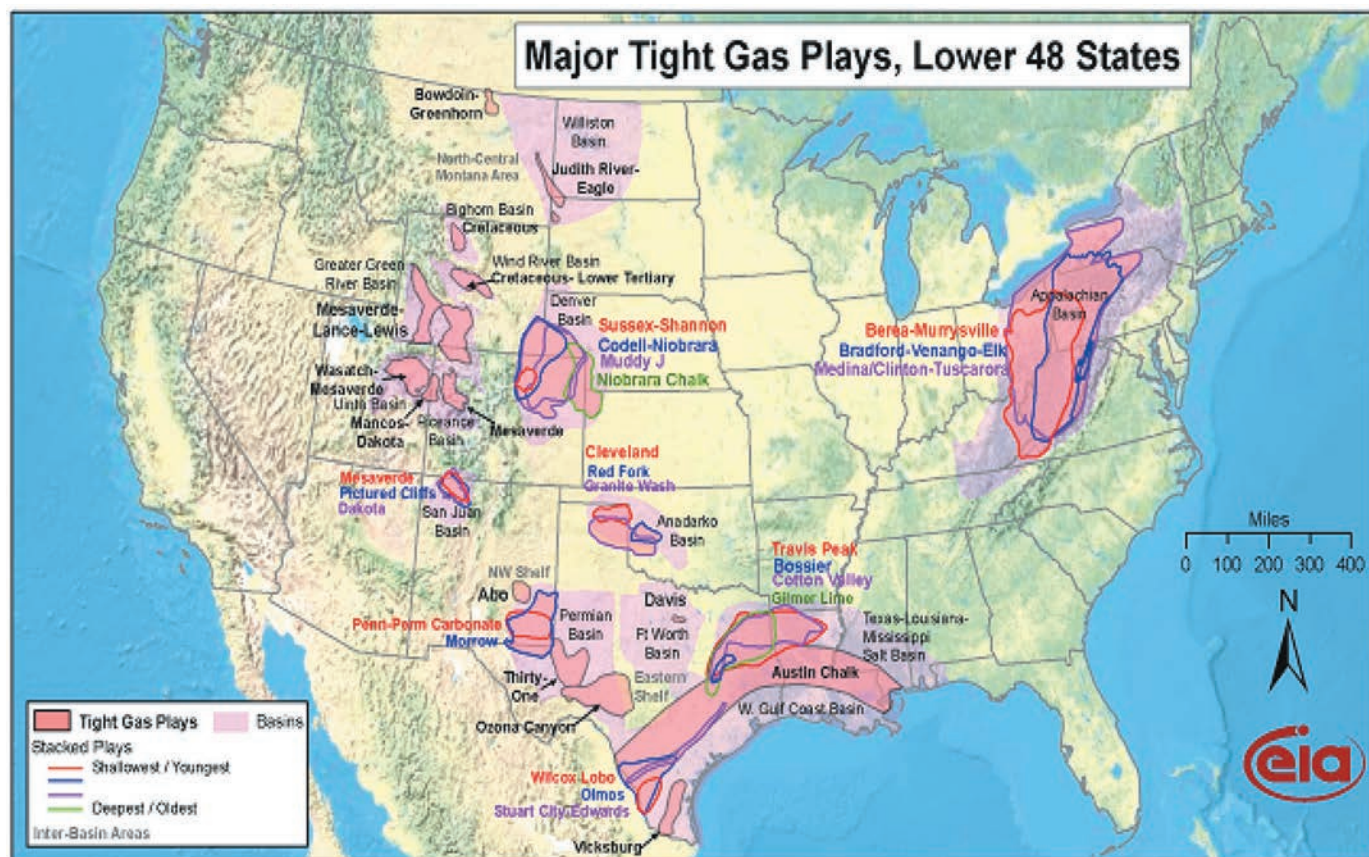 Major Tight Gas Plays, Lower 48 States
Bowdoin-
Greenhorn
Williston
Basin
North-Central
Montana Area
Judith River-
Eagle
Bighorn Basin
Cretaceous
Greater Green
River Basin
Wind River Basin
Cretaceous- Lower Tertiary
Mesaverde-
Lance-Lewis
Denver
Basin
Sussex-Shannon
Codell-Niobrara
Muddy J
Niobrara Chalk
Appalachian
Basin
Berea-Murrysville
Bradford-Venango-Elk
Medina/Clinton-Tuscarora
Wasatch-
Mesaverde
Uinta Basin
Mancos-
Dakota
Piceance
Basin
Mesaverde
Cleveland
Red Fork
Granite Wash
Mesaverde
Pictured Cliffs
Dakota
San Juan
Basin
Anadarko
Basin
Travis Peak
Bossier
Cotton Valley
Gilmer Lime
Miles
0 100 200 300 400
N
NW Shelf
Abo
Penn-Perm Carbonate
Morrow
Permian
Basin
Davis
Ft Worth
Basin
Texas-Louisiana-
Mississippi
Salt Basin
Thirty-
One
Eastern
Shelf
Austin Chalk
Ozona Canyon
W. Gulf Coast Basin
Wilcox-Lobo
Olmos
Stuart City-Edwards
Vicksburg
Tight Gas Plays
Basins
Stacked Plays
Shallowest / Youngest
Deepest / Oldest
Inter-Basin Areas
eia